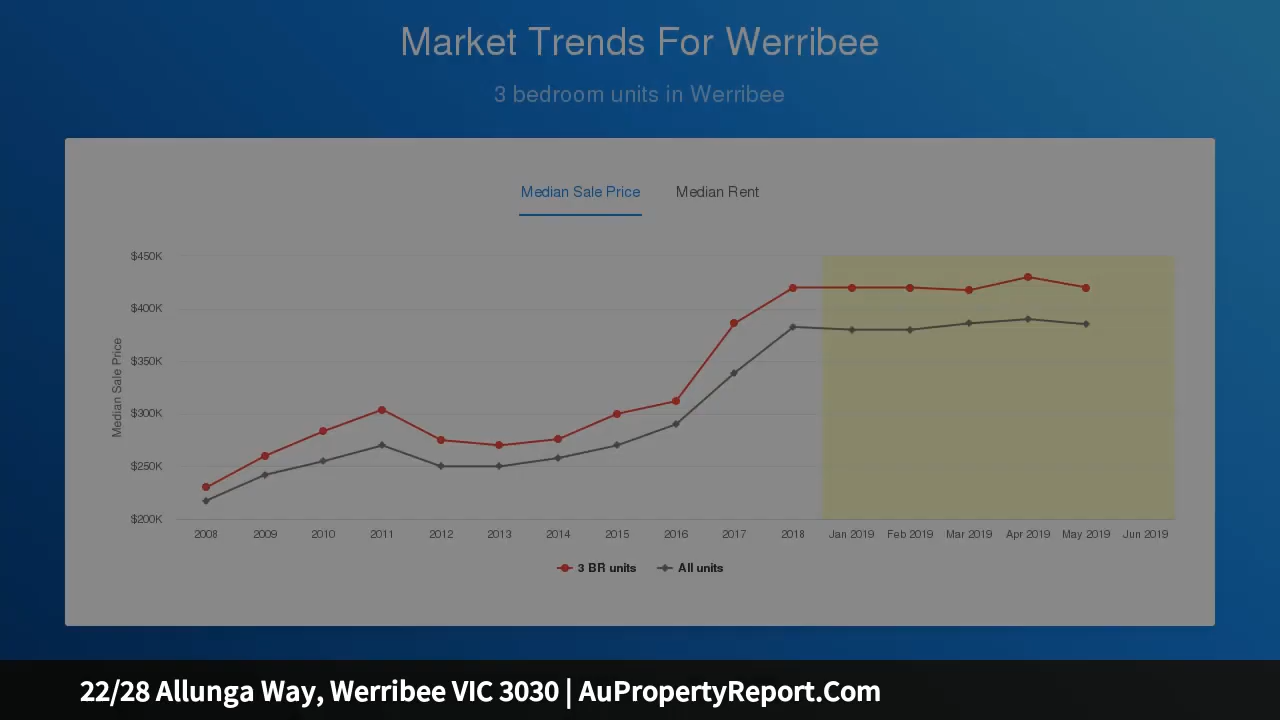 Market Trends For Werribee
3 bedroom units in Werribee
Median Sale Price Median Rent
$450K
$400K
$350K
$300K
$250K
$200K
Median Sale Price
2008 2009 2010 2011 2012 2013 2014 2015 2016 2017 2018 Jan 2019 Feb 2019 Mar 2019 Apr 2019 May 2019 Jun 2019
3 BR units All units
22/28 Allunga Way, Werribee VIC 3030 | AuPropertyReport.Com